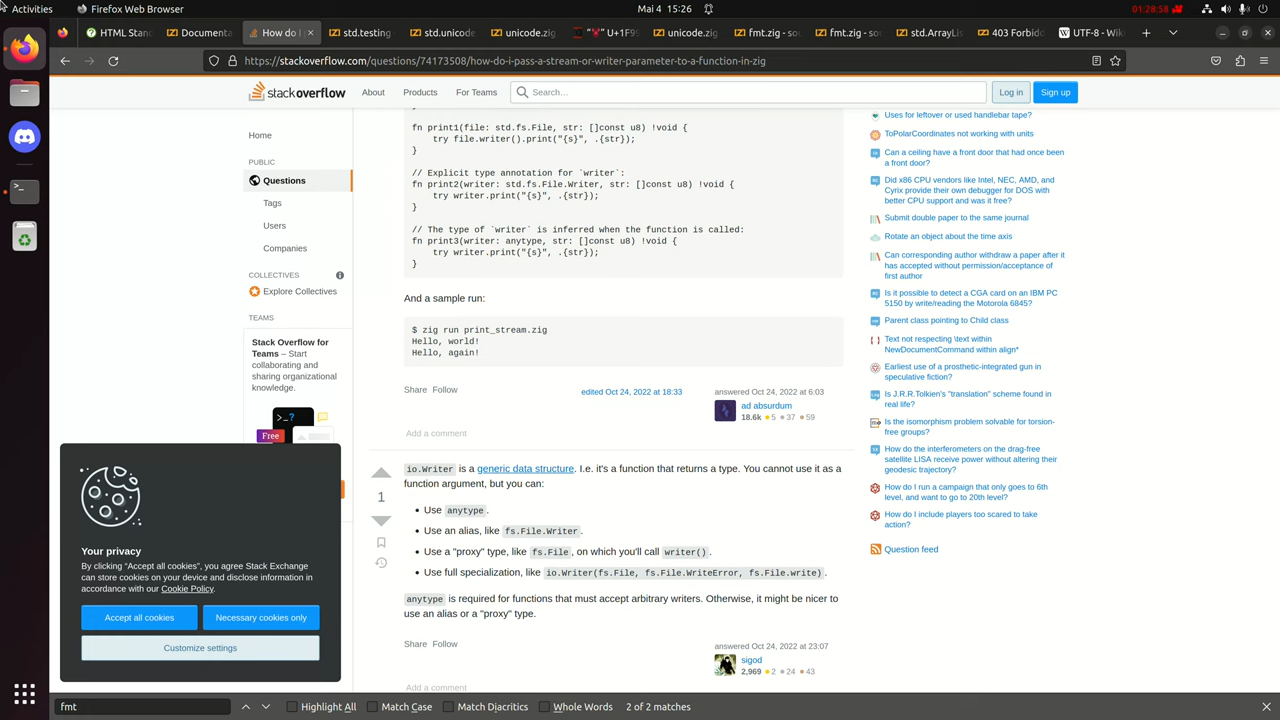 Activities
Firefox Web Browser
Mai 4 15:26
01:28:58
HTML Stan
Documenta
How do I
std.testing
std.unicode
unicode.zig
"🦞" U+1F99
unicode.zig
fmt.zig - sou
fmt.zig - sou
std.ArrayLis
403 Forbidd
UTF-8 - Wike
https://stackoverflow.com/questions/74173508/how-do-i-pass-a-stream-or-writer-parameter-to-a-function-in-zig
stackoverflow
About
Products
For Teams
Search…
Log in
Sign up
Home
PUBLIC
Questions
Tags
Users
Companies
COLLECTIVES
Explore Collectives
TEAMS
Stack Overflow for
Teams – Start
collaborating and
sharing organizational
knowledge.
>_?
Free
fn print1(file: std.fs.File, str: []const u8) !void {
try file.writer().print("{s}", .{str});
}
// Explicit type annotation for `writer`:
fn print2(writer: std.fs.File.Writer, str: []const u8) !void {
try writer.print("{s}", .{str});
}
// The type of `writer` is inferred when the function is called:
fn print3(writer: anytype, str: []const u8) !void {
try writer.print("{s}", .{str});
}
And a sample run:
$ zig run print_stream.zig
Hello, world!
Hello, again!
Share Follow
edited Oct 24, 2022 at 18:33
answered Oct 24, 2022 at 6:03
ad absurdum
18.6k 5 37 59
Add a comment
1
io.Writer is a generic data structure. I.e. it's a function that returns a type. You cannot use it as a
function argument, but you can:
• Use anytype.
• Use an alias, like fs.File.Writer.
• Use a "proxy" type, like fs.File, on which you'll call writer().
• Use full specialization, like io.Writer(fs.File, fs.File.WriteError, fs.File.write).
anytype is required for functions that must accept arbitrary writers. Otherwise, it might be nicer to
use an alias or a "proxy" type.
Share Follow
answered Oct 24, 2022 at 23:07
sigod
2,969 2 24 43
Add a comment
Uses for leftover or used handlebar tape?
ToPolarCoordinates not working with units
Can a ceiling have a front door that had once been
a front door?
Did x86 CPU vendors like Intel, NEC, AMD, and
Cyrix provide their own debugger for DOS with
better CPU support and was it free?
Submit double paper to the same journal
Rotate an object about the time axis
Can corresponding author withdraw a paper after it
has accepted without permission/acceptance of
first author
Is it possible to detect a CGA card on an IBM PC
5150 by write/reading the Motorola 6845?
Parent class pointing to Child class
Text not respecting \text within
NewDocumentCommand within align*
Earliest use of a prosthetic-integrated gun in
speculative fiction?
Is J.R.R.Tolkien's "translation" scheme found in
real life?
Is the isomorphism problem solvable for torsion-
free groups?
How do the interferometers on the drag-free
satellite LISA receive power without altering their
geodesic trajectory?
How do I run a campaign that only goes to 6th
level, and want to go to 20th level?
How do I include players too scared to take
action?
Question feed
Your privacy
By clicking “Accept all cookies”, you agree Stack Exchange
can store cookies on your device and disclose information in
accordance with our Cookie Policy.
Accept all cookies
Necessary cookies only
Customize settings
fmt
Highlight All
Match Case
Match Diacritics
Whole Words
2 of 2 matches